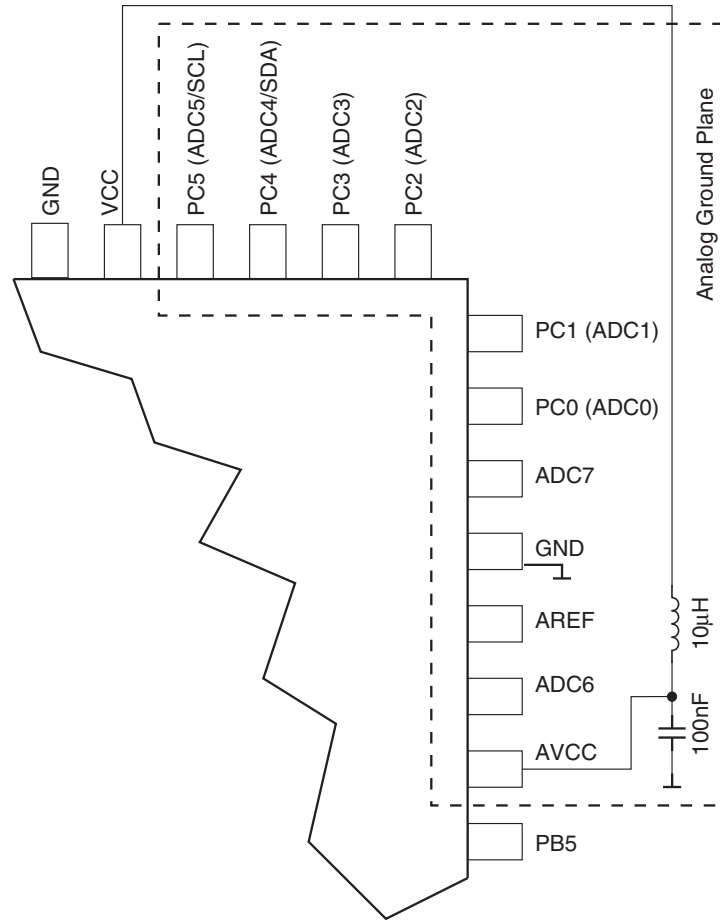 GND
VCC
PC5 (ADC5/SCL)
PC4 (ADC4/SDA)
PC3 (ADC3)
PC2 (ADC2)
Analog Ground Plane
PC1 (ADC1)
PC0 (ADC0)
ADC7
GND
AREF
10μH
ADC6
100nF
AVCC
PB5